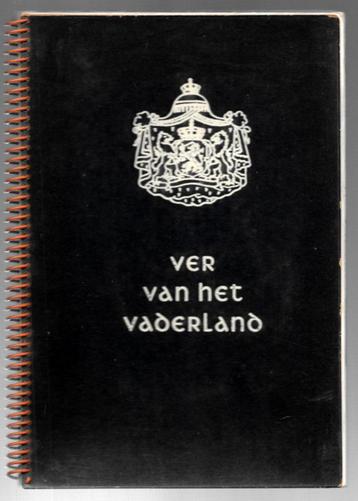 VER
van het
vaderland